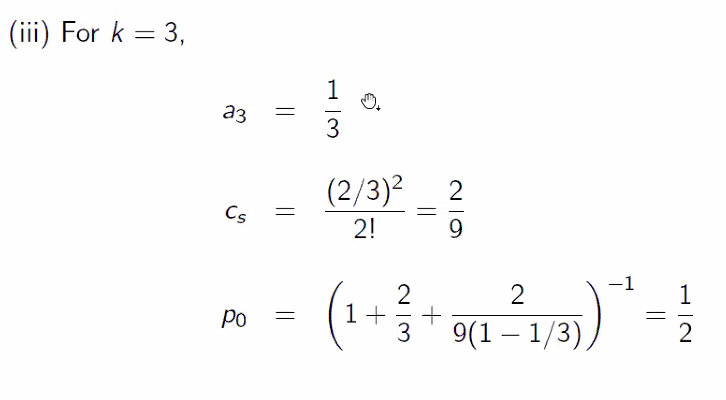 (iii) For k = 3,
a₃ = 1/3
cₛ = (2/3)²/2! = 2/9
p₀ = (1 + 2/3 + 2/(9(1 − 1/3)))⁻¹ = 1/2